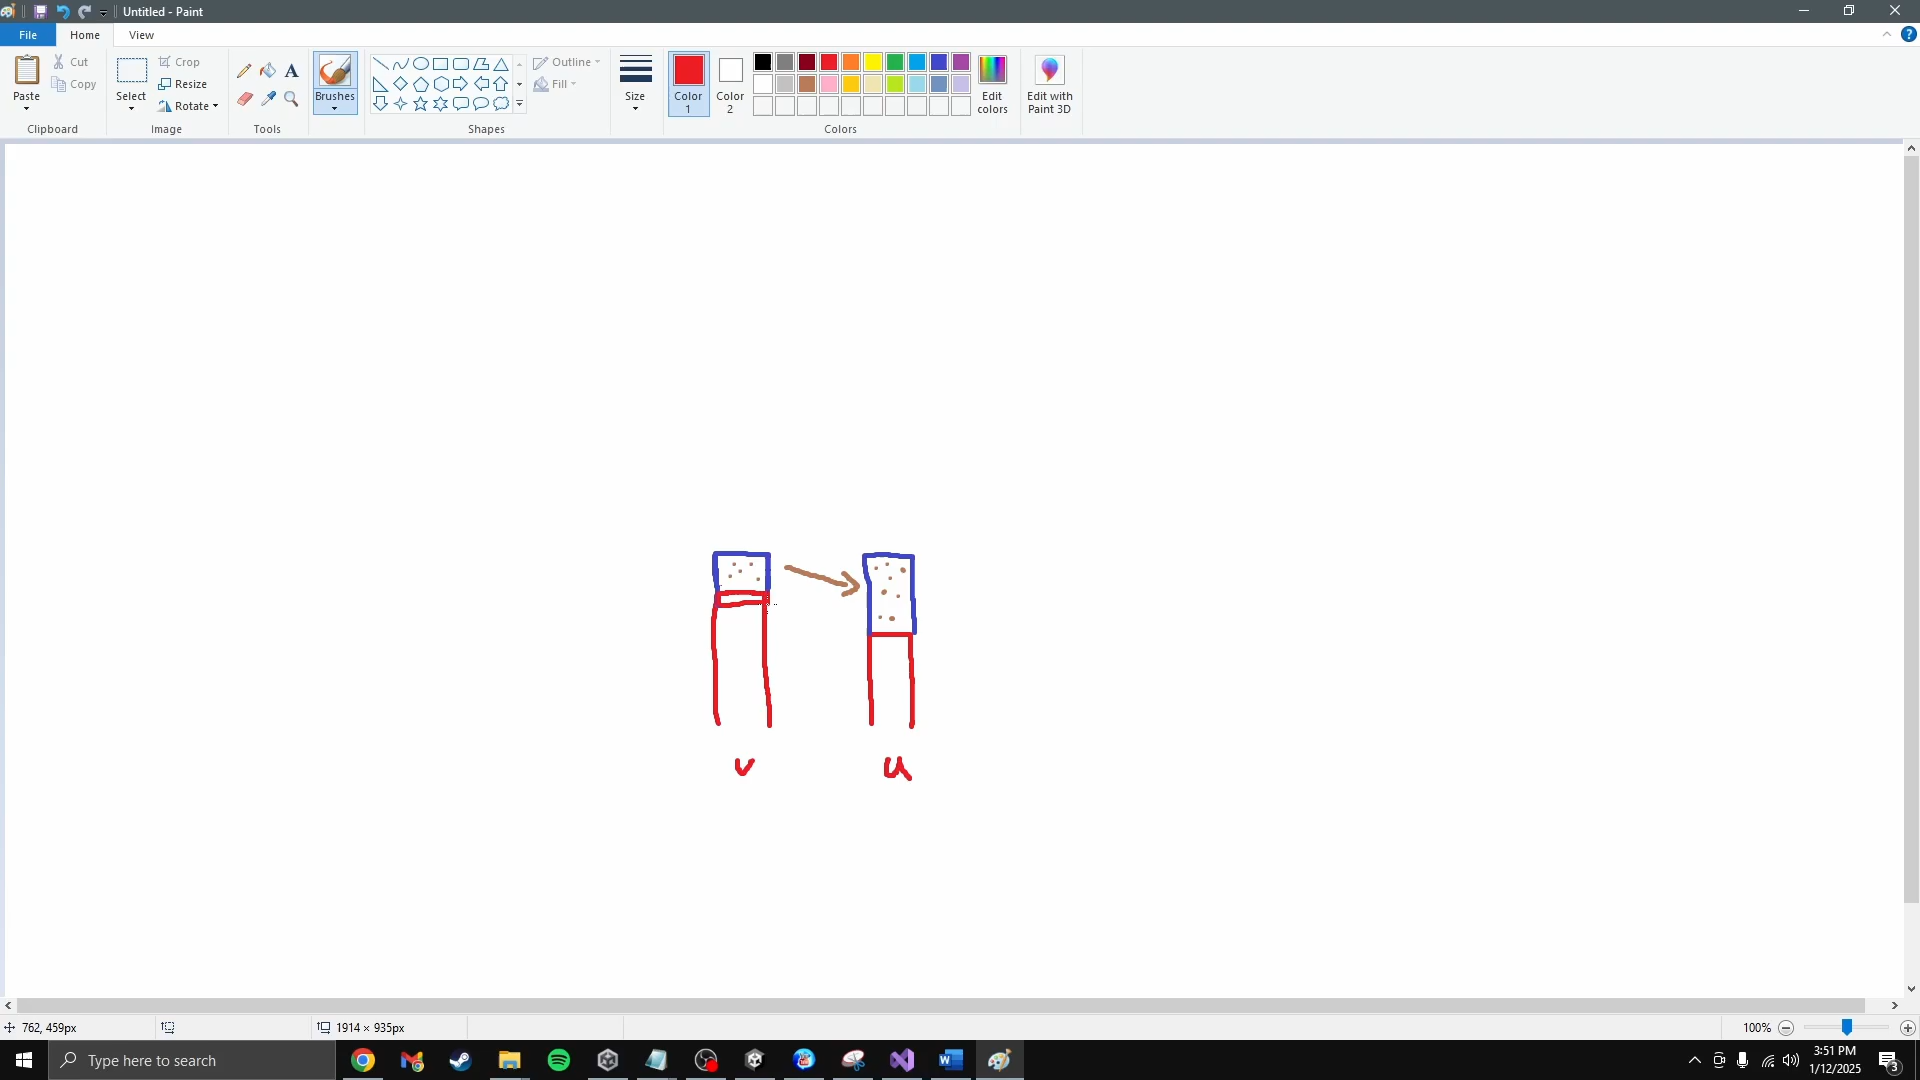 Untitled - Paint
File Home View
Paste
Cut
Copy
Clipboard
Select
Crop
Resize
Rotate
Image
Tools
Brushes
Shapes
Outline
Fill
Size
Color 1
Color 2
Colors
Edit colors
Edit with Paint 3D
v u
762, 459px
1914 × 935px
100%
Type here to search
3:51 PM
1/12/2025
3